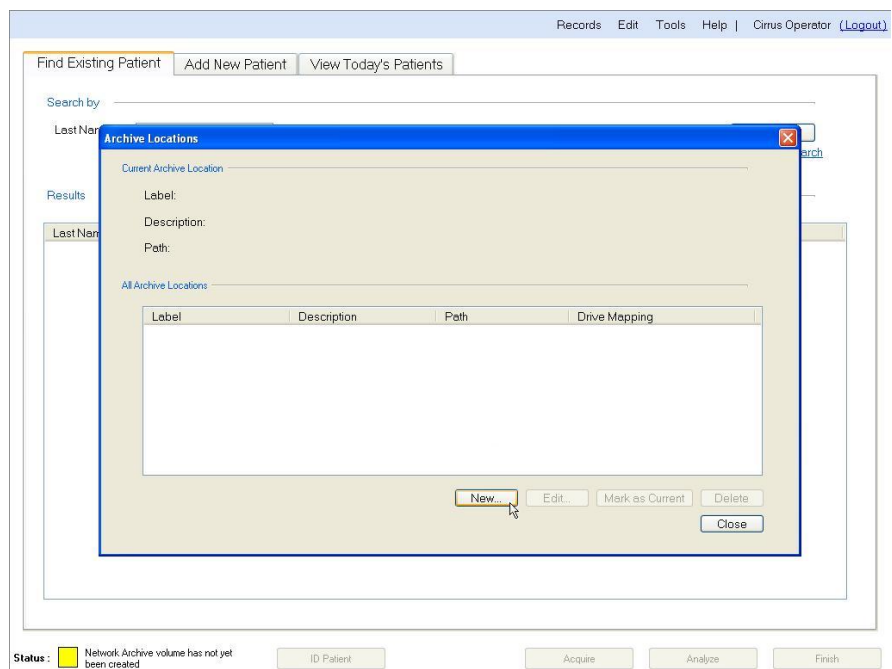 Records Edit Tools Help | Cirrus Operator (Logout)
Find Existing Patient Add New Patient View Today's Patients
Search by
Last Nam
Archive Locations
arch
Current Archive Location
Label:
Results
Description:
Last Nam
Path:
All Archive Locations
Label Description Path Drive Mapping
New... Edit... Mark as Current Delete
Close
Status : Network Archive volume has not yet
been created
ID Patient Acquire Analyze Finish